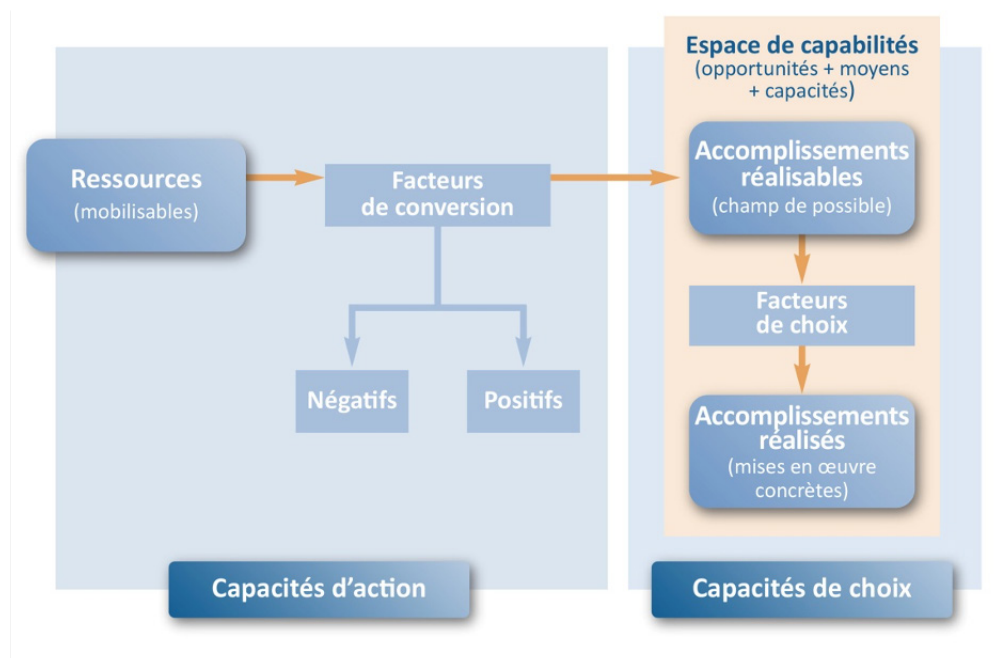 Espace de capabilités
(opportunités + moyens
+ capacités)
Ressources
(mobilisables)
Facteurs
de conversion
Accomplissements
réalisables
(champ de possible)
Facteurs
de choix
Négatifs
Positifs
Accomplissements
réalisés
(mises en œuvre
concrètes)
Capacités d’action
Capacités de choix